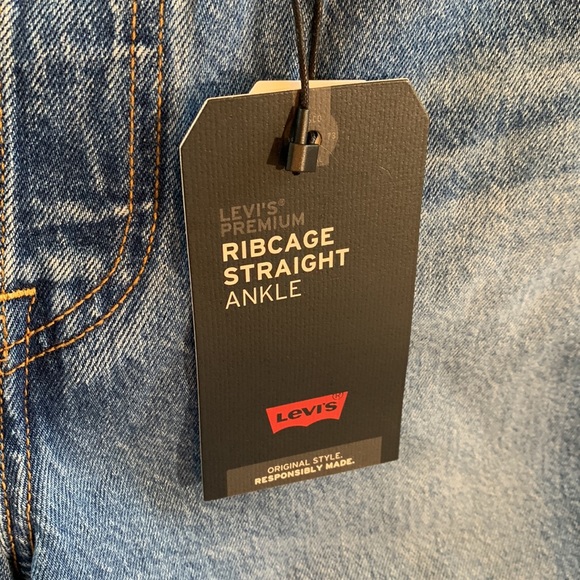 LEVI'S®
PREMIUM
RIBCAGE
STRAIGHT
ANKLE
Levi's®
ORIGINAL STYLE.
RESPONSIBLY MADE.